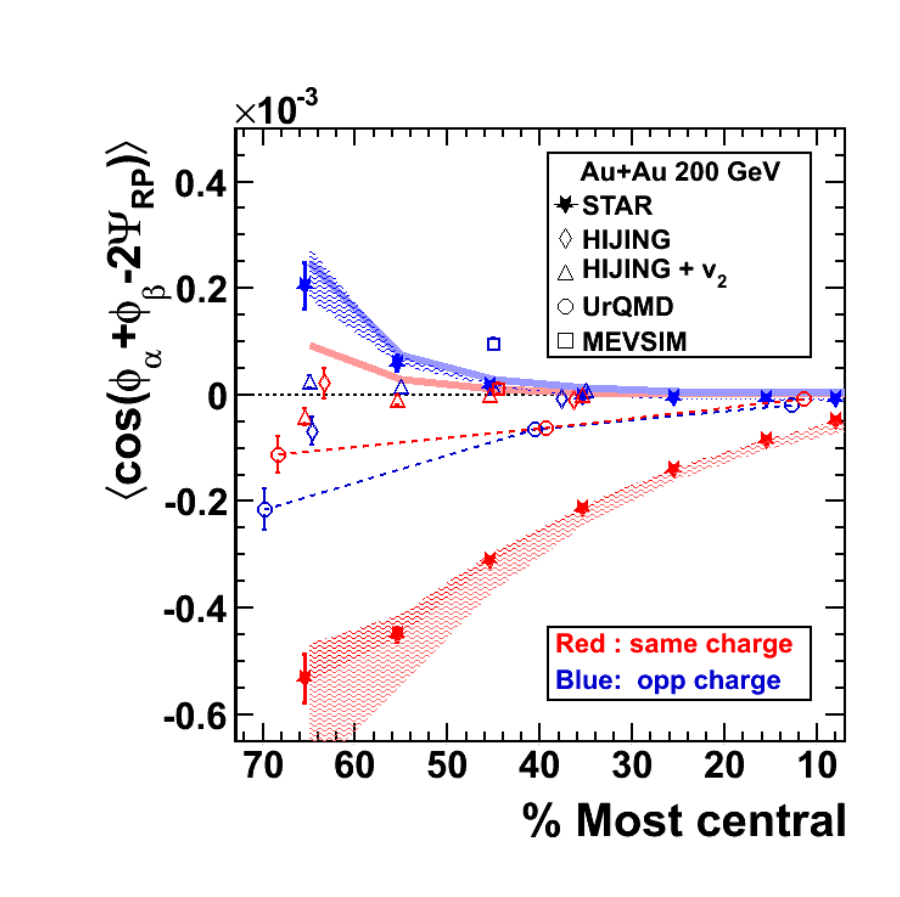 ×10⁻³
⟨cos(ϕα+ϕβ-2ΨRP)⟩
0.4
0.2
0
-0.2
-0.4
-0.6
Au+Au 200 GeV
STAR
HIJING
HIJING + v₂
UrQMD
MEVSIM
Red : same charge
Blue: opp charge
70 60 50 40 30 20 10
% Most central